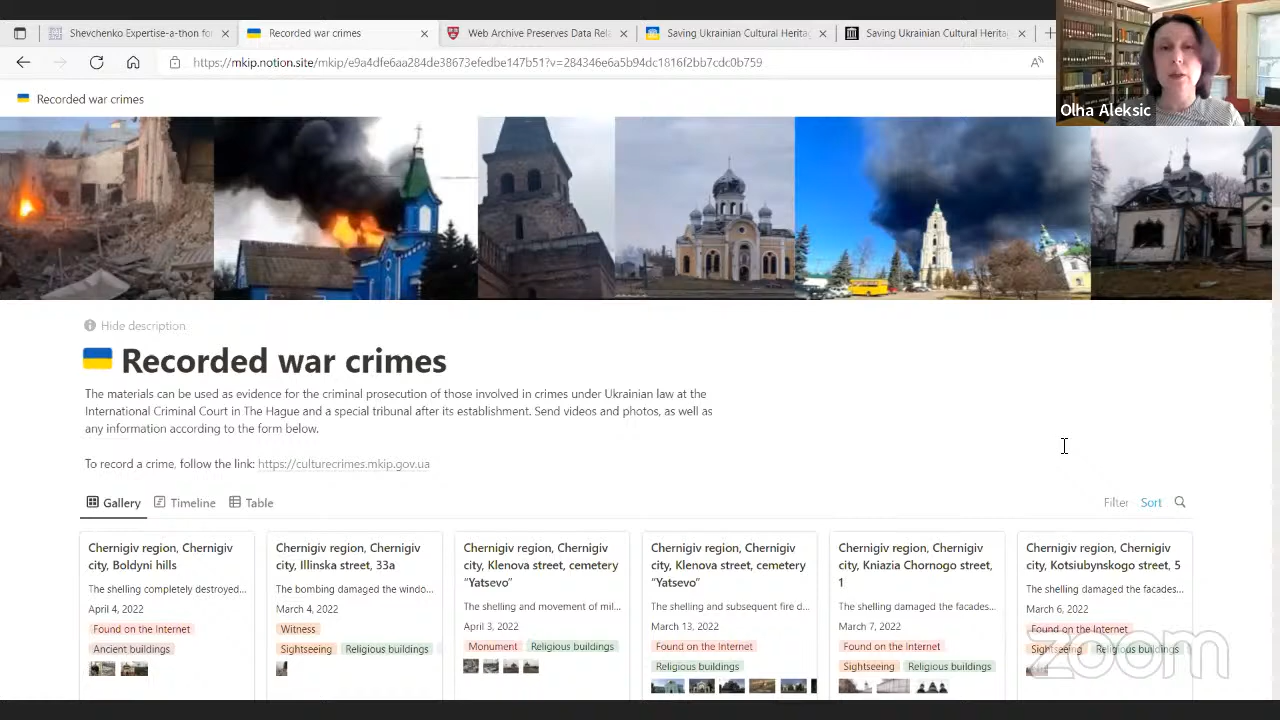 Shevchenko Expertise-a-thon fo
Recorded war crimes
Web Archive Preserves Data Rela
Saving Ukrainian Cultural Heritag
Saving Ukrainian Cultural Heritag
Olha Aleksic
Recorded war crimes
Hide description
Recorded war crimes
The materials can be used as evidence for the criminal prosecution of those involved in crimes under Ukrainian law at the
International Criminal Court in The Hague and a special tribunal after its establishment. Send videos and photos, as well as
any information according to the form below.
To record a crime, follow the link: https://culturecrimes.mkip.gov.ua
Gallery Timeline Table
Filter Sort
Chernigiv region, Chernigiv
city, Boldyni hills
The shelling completely destroyed...
April 4, 2022
Found on the Internet
Ancient buildings
Chernigiv region, Chernigiv
city, Illinska street, 33a
The bombing damaged the windo...
March 4, 2022
Witness
Sightseeing Religious buildings
Chernigiv region, Chernigiv
city, Klenova street, cemetery
“Yatsevo”
The shelling and movement of mil...
April 3, 2022
Monument Religious buildings
Chernigiv region, Chernigiv
city, Klenova street, cemetery
“Yatsevo”
The shelling and subsequent fire d...
March 13, 2022
Found on the Internet
Religious buildings
Chernigiv region, Chernigiv
city, Kniazia Chornogo street,
1
The shelling damaged the facades...
March 7, 2022
Found on the Internet
Sightseeing Religious buildings
Chernigiv region, Chernigiv
city, Kotsiubynskogo street, 5
The shelling damaged the facades...
March 6, 2022
Found on the Internet
Sightseeing Religious buildings
zoom